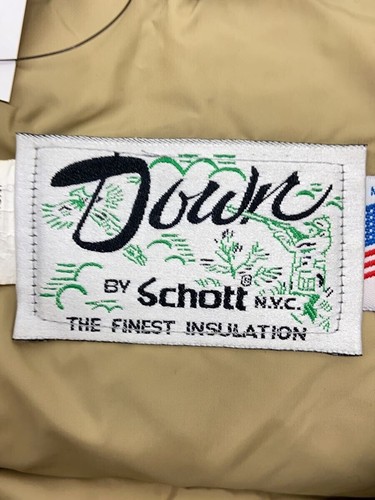 Down
BY Schott® N.Y.C.
THE FINEST INSULATION